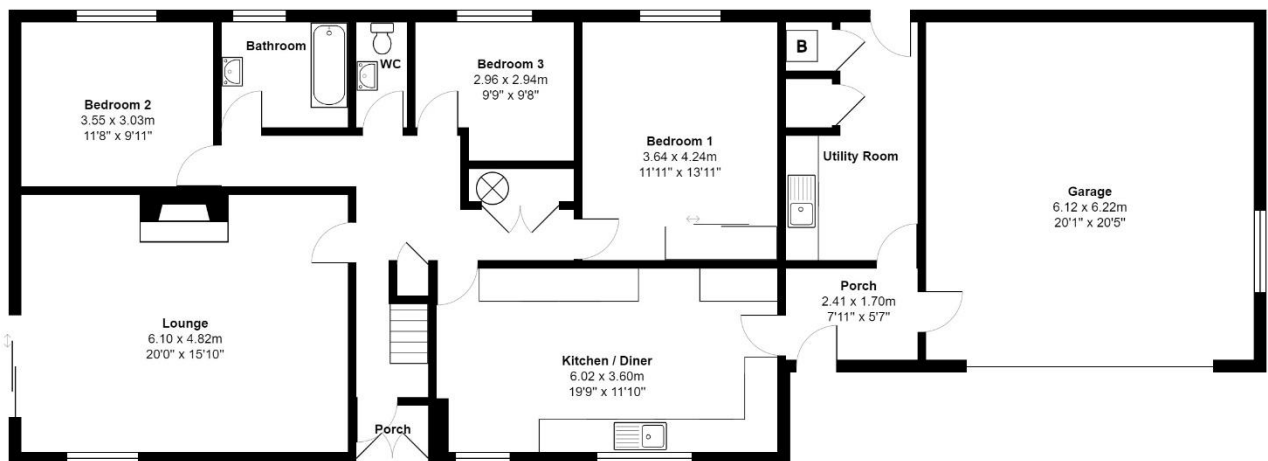 Bedroom 2
3.55 x 3.03m
11'8" x 9'11"
Bathroom
WC
Bedroom 3
2.96 x 2.94m
9'9" x 9'8"
Bedroom 1
3.64 x 4.24m
11'11" x 13'11"
B
Utility Room
Garage
6.12 x 6.22m
20'1" x 20'5"
Lounge
6.10 x 4.82m
20'0" x 15'10"
Porch
Kitchen / Diner
6.02 x 3.60m
19'9" x 11'10"
Porch
2.41 x 1.70m
7'11" x 5'7"